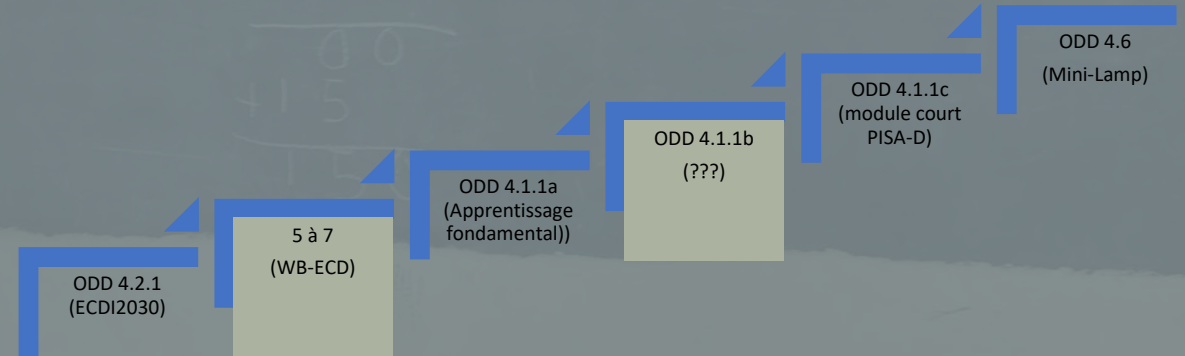 ODD 4.2.1
(ECDI2030)
5 à 7
(WB-ECD)
ODD 4.1.1a
(Apprentissage
fondamental))
ODD 4.1.1b
(???)
ODD 4.1.1c
(module court
PISA-D)
ODD 4.6
(Mini-Lamp)